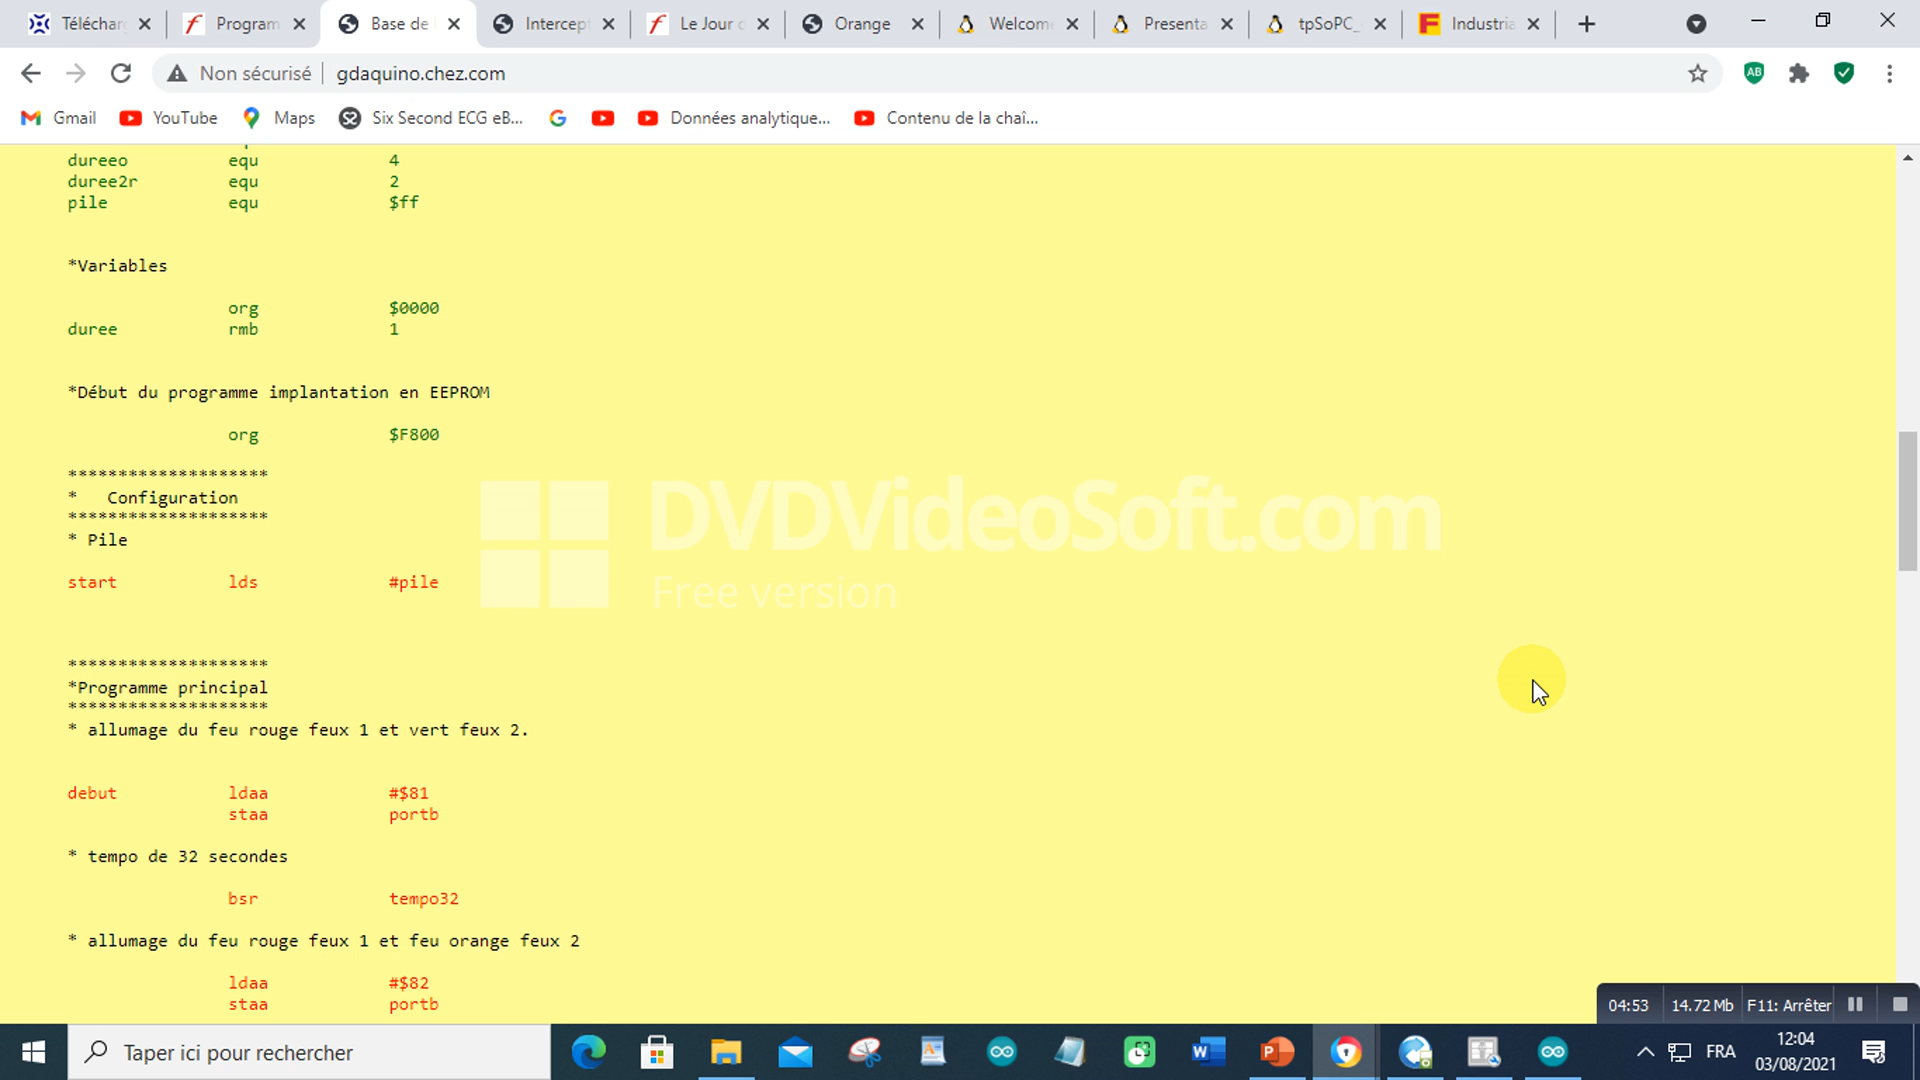 Téléchar
Program
Base de
Intercept
Le Jour d
Orange
Welcome
Presenta
tpSoPC_
Industria
Non sécurisé
gdaquino.chez.com
Gmail
YouTube
Maps
Six Second ECG eB...
Données analytique...
Contenu de la chaî...
dureeo equ 4
duree2r equ 2
pile equ $ff
*Variables
org $0000
duree rmb 1
*Début du programme implantation en EEPROM
org $F800
********************
* Configuration
********************
* Pile
start lds #pile
DVDVideoSoft.com
Free version
********************
*Programme principal
********************
* allumage du feu rouge feux 1 et vert feux 2.
debut ldaa #$81
staa portb
* tempo de 32 secondes
bsr tempo32
* allumage du feu rouge feux 1 et feu orange feux 2
ldaa #$82
staa portb
04:53 14.72 Mb F11: Arrêter
Taper ici pour rechercher
FRA
12:04
03/08/2021